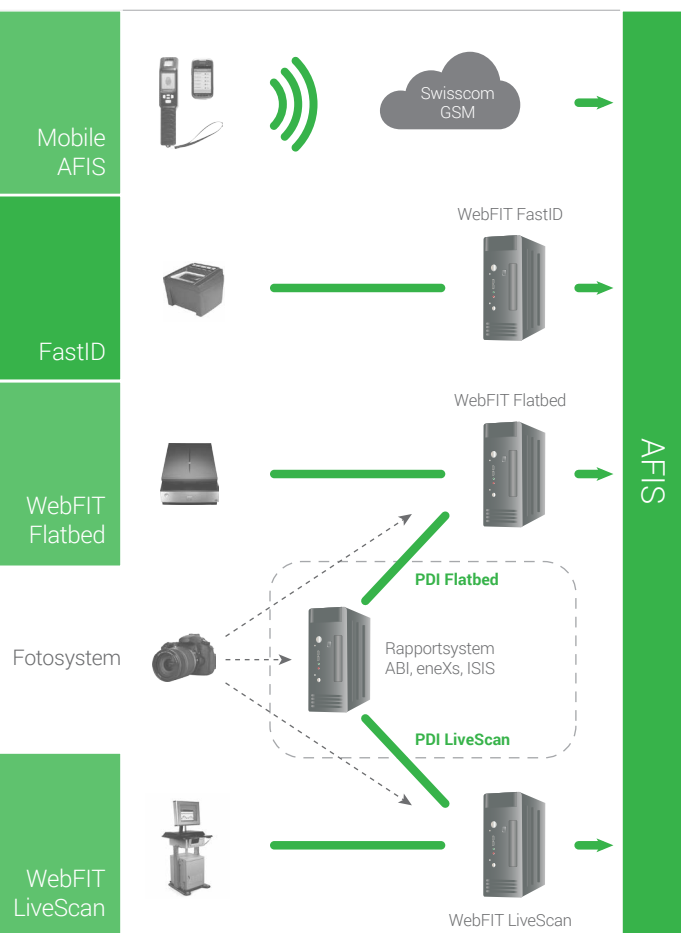 Swisscom
GSM
Mobile
AFIS
WebFIT FastID
FastID
WebFIT Flatbed
AFIS
WebFIT
Flatbed
PDI Flatbed
Fotosystem
Rapportsystem
ABI, eneXs, ISIS
PDI LiveScan
WebFIT
LiveScan
WebFIT LiveScan